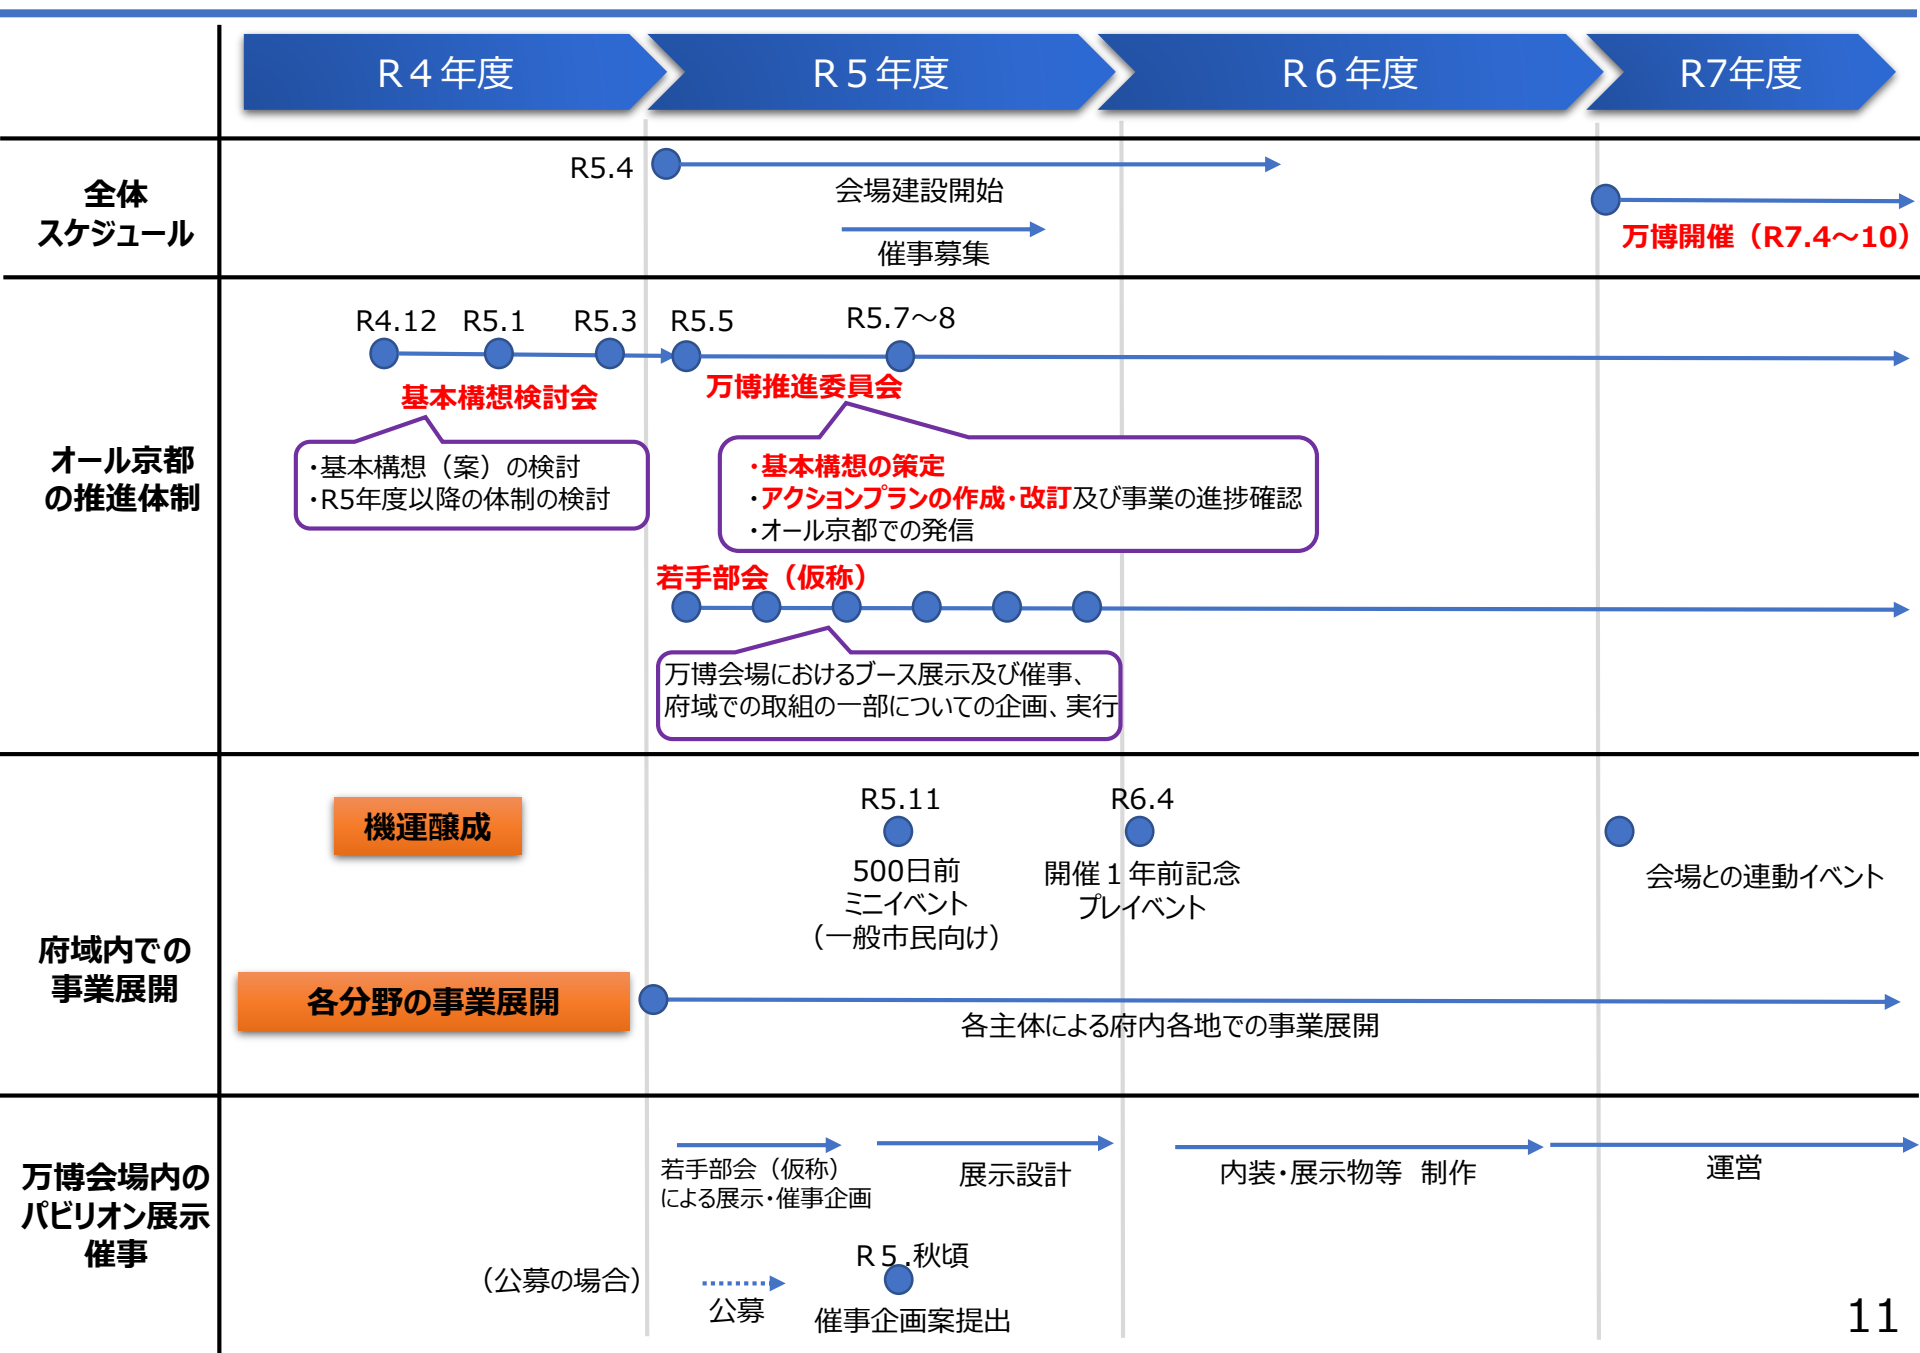 R４年度
R５年度
R６年度
R7年度
全体
スケジュール
R5.4
会場建設開始
催事募集
万博開催（R7.4～10）
オール京都
の推進体制
R4.12
R5.1
R5.3
R5.5
R5.7～8
基本構想検討会
万博推進委員会
・基本構想（案）の検討
・R5年度以降の体制の検討
・基本構想の策定
・アクションプランの作成・改訂及び事業の進捗確認
・オール京都での発信
若手部会（仮称）
万博会場におけるブース展示及び催事、
府域での取組の一部についての企画、実行
府域内での
事業展開
機運醸成
R5.11
500日前
ミニイベント
（一般市民向け）
R6.4
開催１年前記念
プレイベント
会場との連動イベント
各分野の事業展開
各主体による府内各地での事業展開
万博会場内の
パビリオン展示
催事
若手部会（仮称）
による展示・催事企画
展示設計
内装・展示物等　制作
運営
（公募の場合）
公募
R５.秋頃
催事企画案提出
11